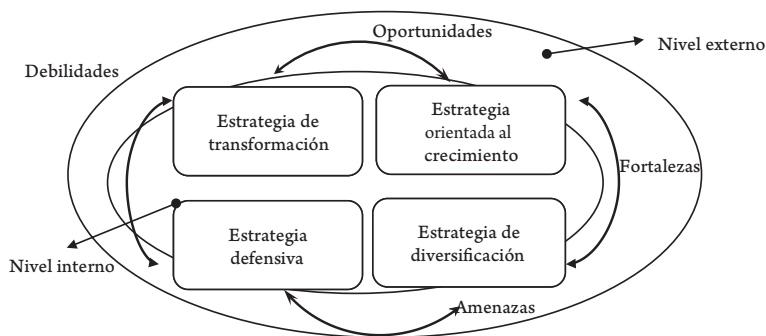 Oportunidades
Nivel externo
Debilidades
Estrategia de
transformación
Estrategia
orientada al
crecimiento
Fortalezas
Estrategia
defensiva
Estrategia de
diversificación
Nivel interno
Amenazas